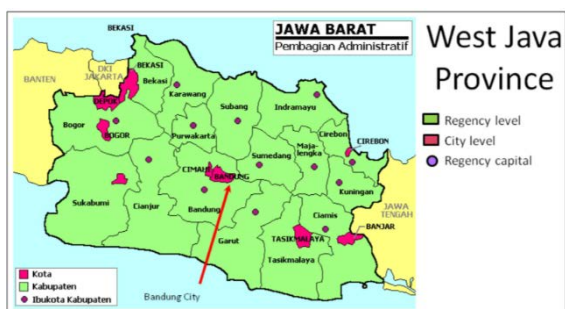 BEKASI
JAWA BARAT
Pembagian Administratif
West Java
Province
Regency level
City level
Regency capital
BANTEN
DKI
JAKARTA
BEKASI
Bekasi
DEPOK
Karawang
Subang
Indramayu
Bogor
BOGOR
Purwakarta
Cirebon
CIREBON
Maja-
lengka
Sumedang
CIMAHI
BANDUNG
Kuningan
Sukabumi
Cianjur
Bandung
Ciamis
JAWA
TENGAH
Garut
TASIKMALAYA
BANJAR
Tasikmalaya
Kota
Kabupaten
Ibukota Kabupaten
Bandung City